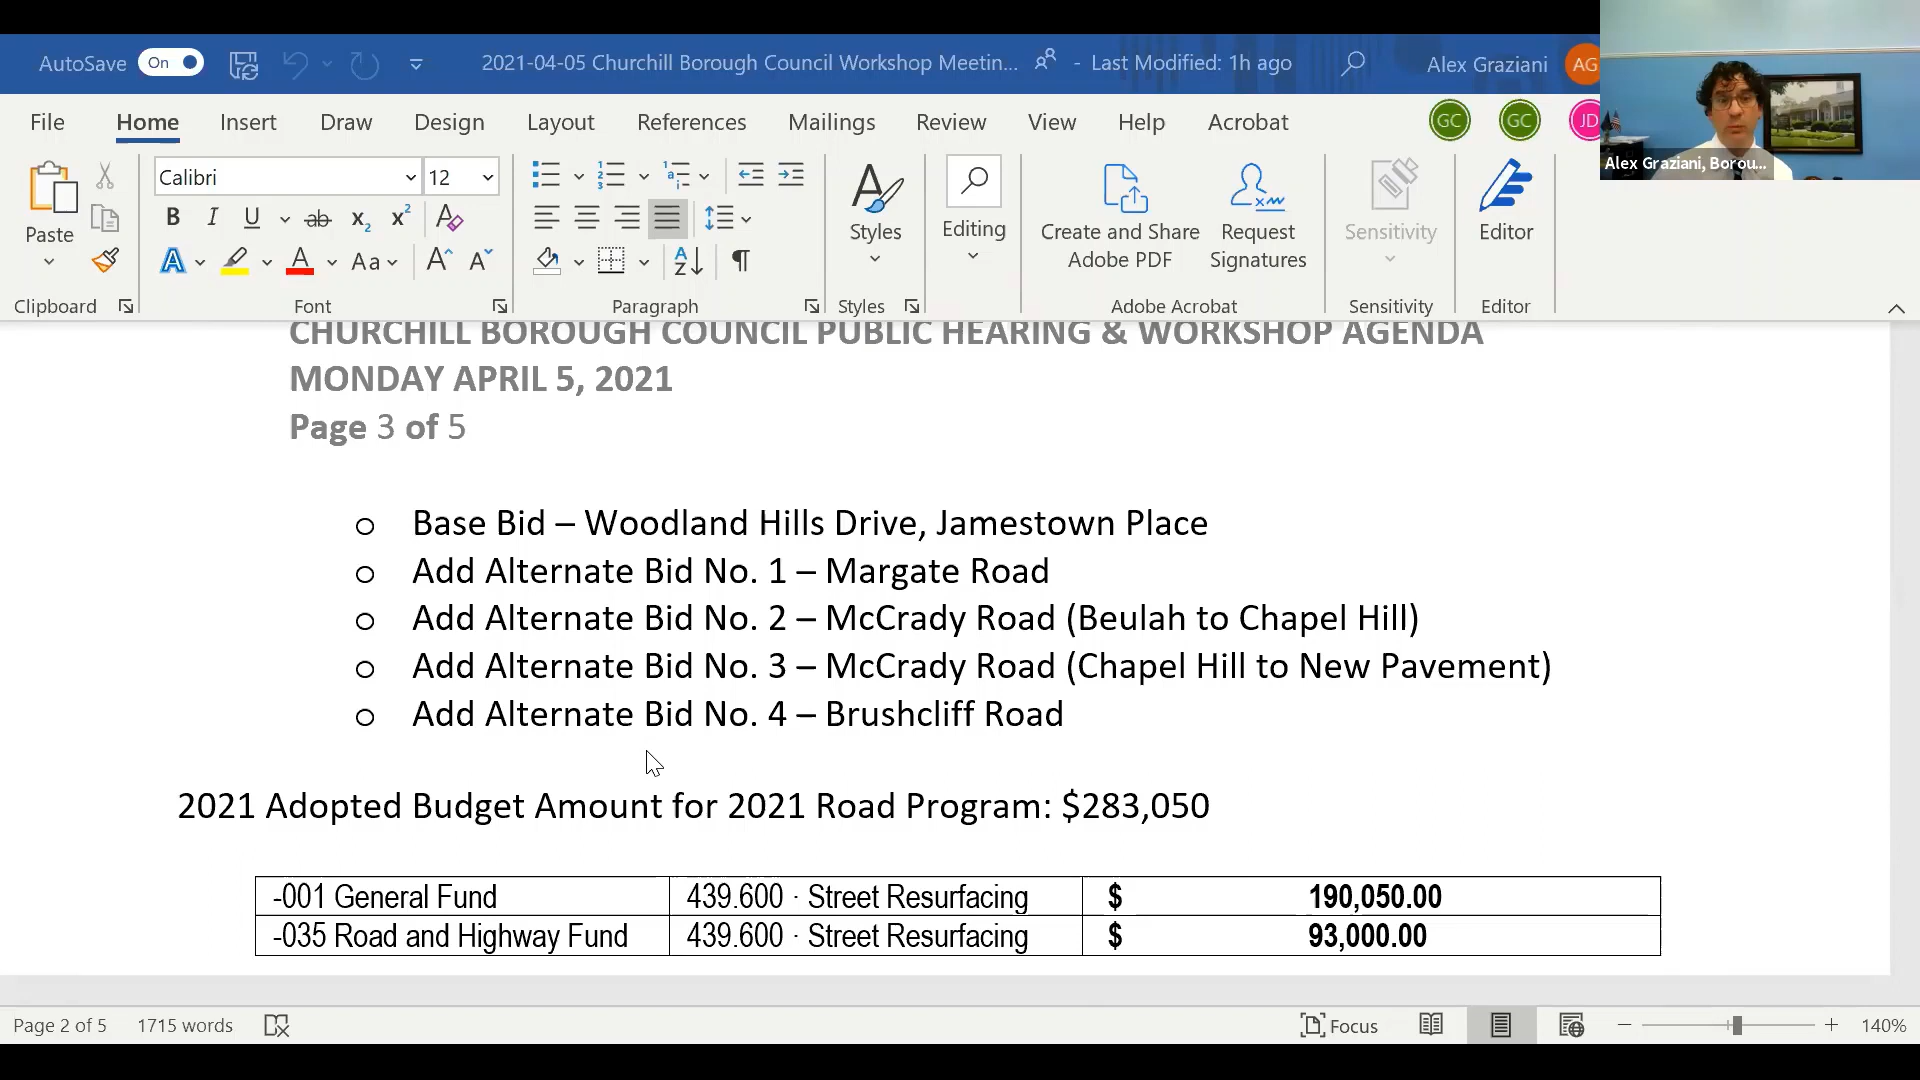 AutoSave On 2021-04-05 Churchill Borough Council Workshop Meetin... - Last Modified: 1h ago Alex Graziani AG
File Home Insert Draw Design Layout References Mailings Review View Help Acrobat GC GC JD
Alex Graziani, Borou...
Calibri 12
Paste
B I U ab x₂ x²
A A Aa A A
Styles
Editing
Create and Share
Adobe PDF
Request
Signatures
Sensitivity
Editor
Clipboard Font Paragraph Styles Adobe Acrobat Sensitivity Editor
CHURCHILL BOROUGH COUNCIL PUBLIC HEARING & WORKSHOP AGENDA
MONDAY APRIL 5, 2021
Page 3 of 5
o Base Bid – Woodland Hills Drive, Jamestown Place
o Add Alternate Bid No. 1 – Margate Road
o Add Alternate Bid No. 2 – McCrady Road (Beulah to Chapel Hill)
o Add Alternate Bid No. 3 – McCrady Road (Chapel Hill to New Pavement)
o Add Alternate Bid No. 4 – Brushcliff Road
2021 Adopted Budget Amount for 2021 Road Program: $283,050
-001 General Fund 439.600 · Street Resurfacing $ 190,050.00
-035 Road and Highway Fund 439.600 · Street Resurfacing $ 93,000.00
Page 2 of 5 1715 words Focus 140%